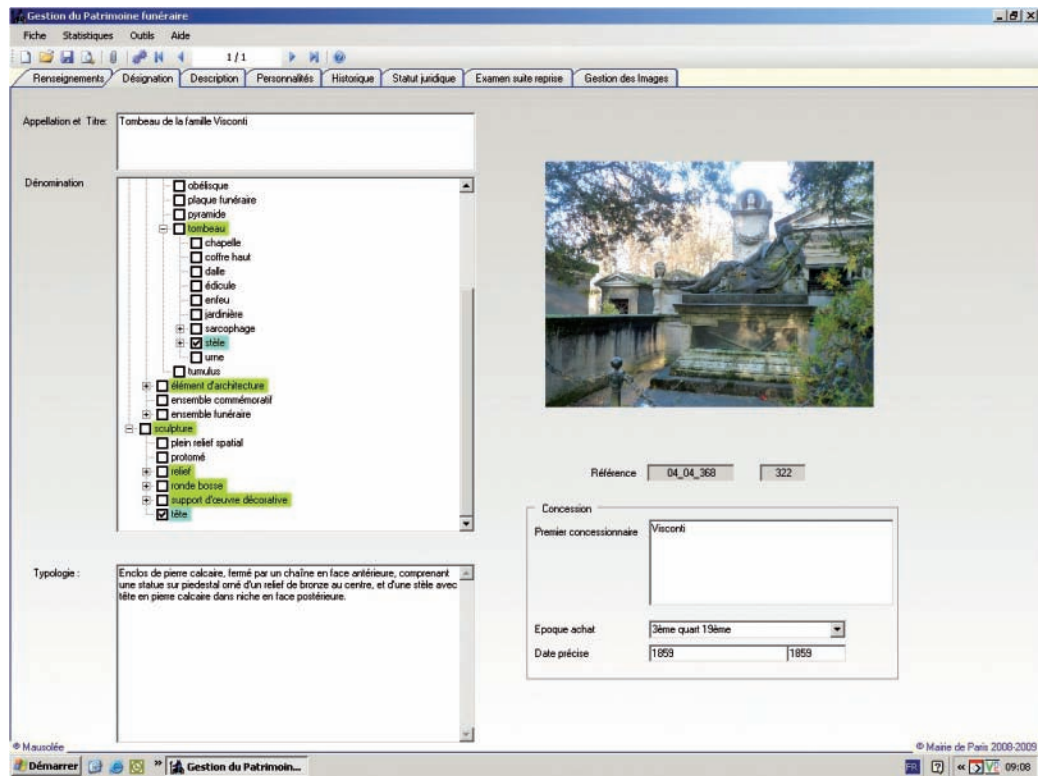 Gestion du Patrimoine funéraire
Fiche Statistiques Outils Aide
1/1
Renseignements Désignation Description Personnalités Historique Statut juridique Examen suite reprise Gestion des Images
Appellation et Titre: Tombeau de la famille Visconti
Dénomination
obélisque
plaque funéraire
pyramide
tombeau
chapelle
coffre haut
dalle
édicule
enfeu
jardinière
sarcophage
stèle
urne
tumulus
élément d'architecture
ensemble commémoratif
ensemble funéraire
sculpture
plein relief spatial
protomé
relief
ronde bosse
support d'œuvre décorative
tête
Typologie :
Enclos de pierre calcaire, fermé par un chaîne en face antérieure, comprenant
une statue sur piedestal orné d'un relief de bronze au centre, et d'une stèle avec
tête en pierre calcaire dans niche en face postérieure.
Référence 04_04_368 322
Concession
Premier concessionnaire Visconti
Epoque achat 3ème quart 19ème
Date précise 1859 1859
© Mausolée © Mairie de Paris 2008-2009
Démarrer » Gestion du Patrimoin... FR « 09:08